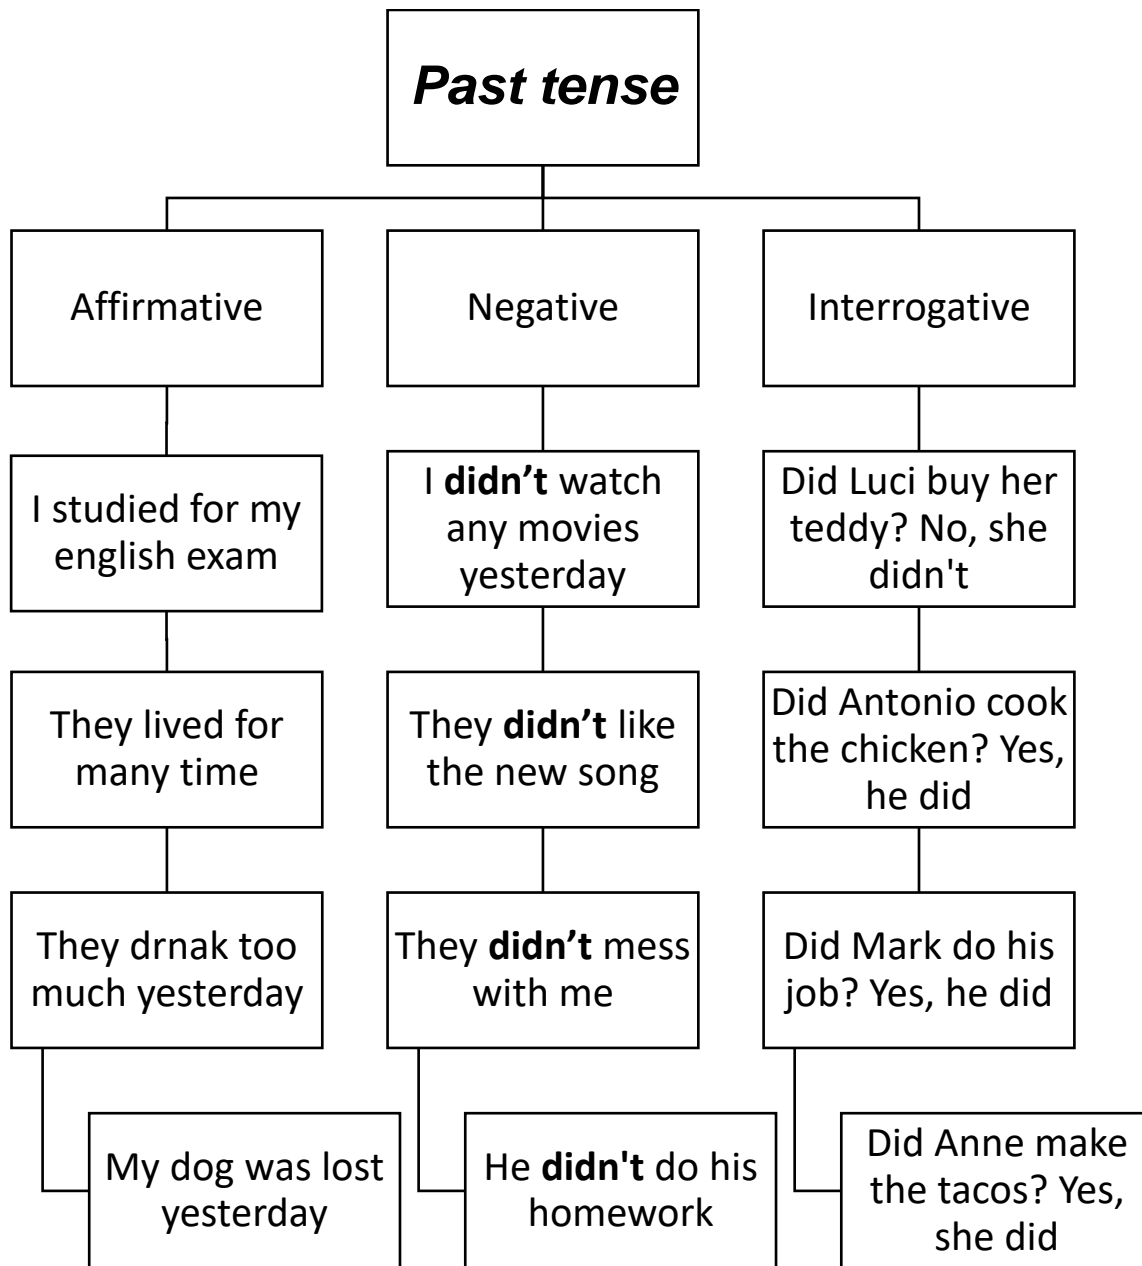 Past tense
Affirmative
Negative
Interrogative
I studied for my
english exam
They lived for
many time
They drnak too
much yesterday
My dog was lost
yesterday
I didn’t watch
any movies
yesterday
They didn’t like
the new song
They didn’t mess
with me
He didn't do his
homework
Did Luci buy her
teddy? No, she
didn't
Did Antonio cook
the chicken? Yes,
he did
Did Mark do his
job? Yes, he did
Did Anne make
the tacos? Yes,
she did